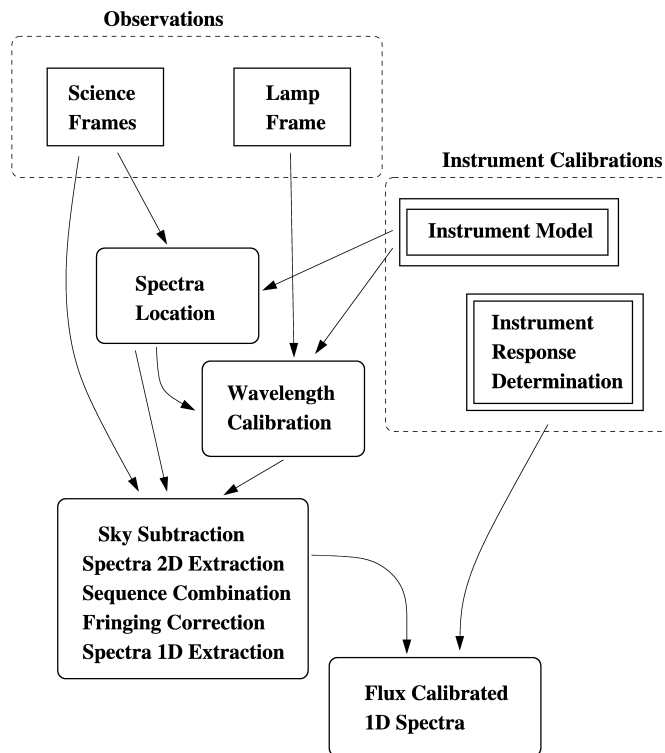 Observations
Science
Frames
Lamp
Frame
Instrument Calibrations
Instrument Model
Spectra
Location
Instrument
Response
Determination
Wavelength
Calibration
Sky Subtraction
Spectra 2D Extraction
Sequence Combination
Fringing Correction
Spectra 1D Extraction
Flux Calibrated
1D Spectra